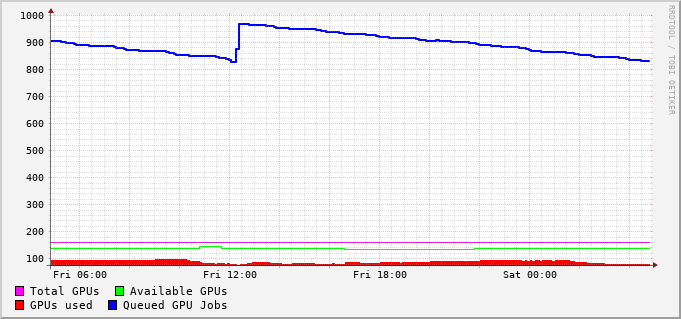 1000
900
800
700
600
500
400
300
200
100
Fri 06:00 Fri 12:00 Fri 18:00 Sat 00:00
Total GPUs Available GPUs
GPUs used Queued GPU Jobs
RRDTOOL / TOBI OETIKER